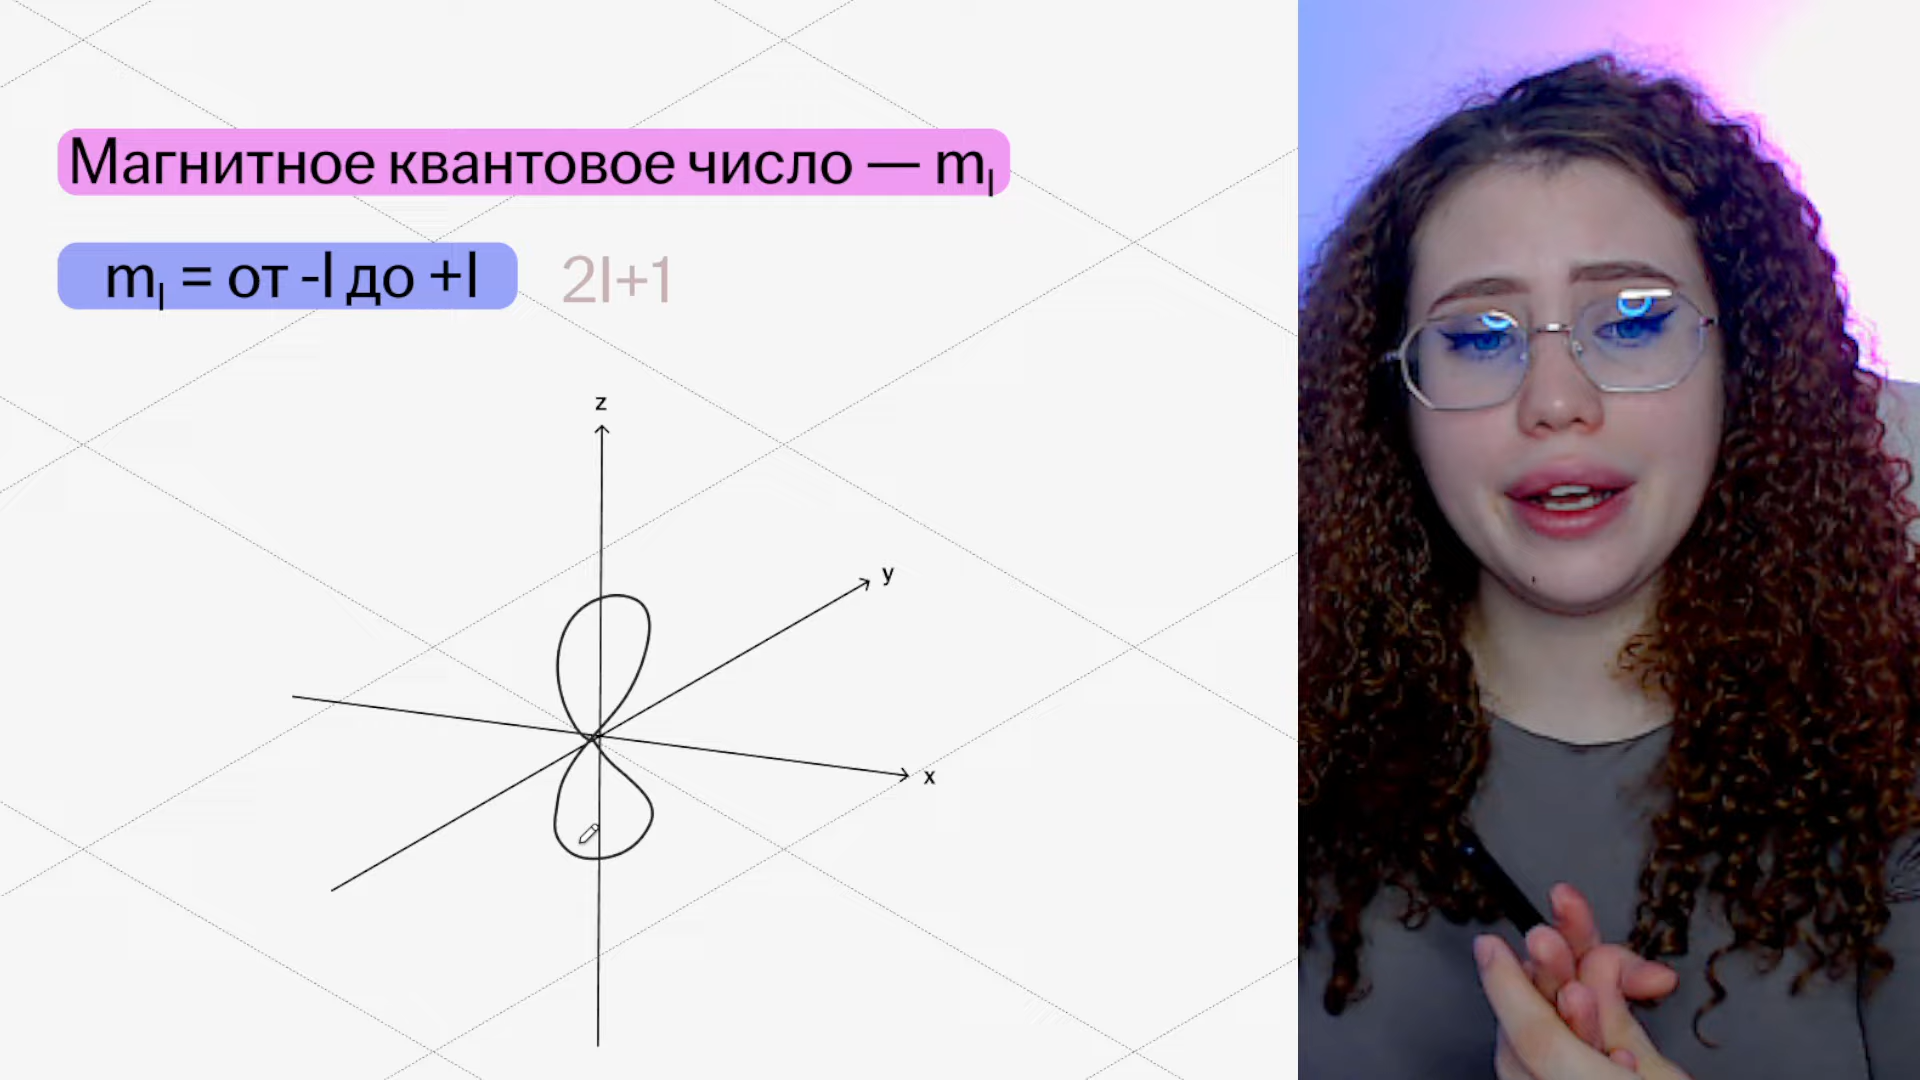 Магнитное квантовое число — mₗ
mₗ = от -l до +l
2l+1
z
y
x